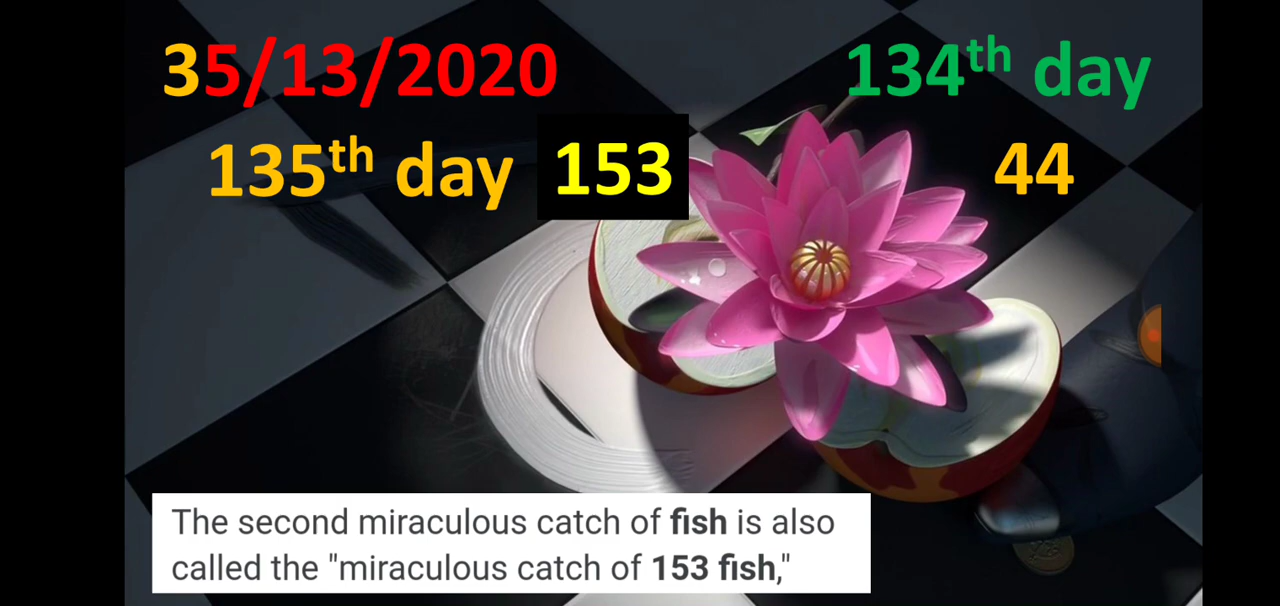 35/13/2020
134th day
135th day
153
44
The second miraculous catch of fish is also
called the "miraculous catch of 153 fish,"